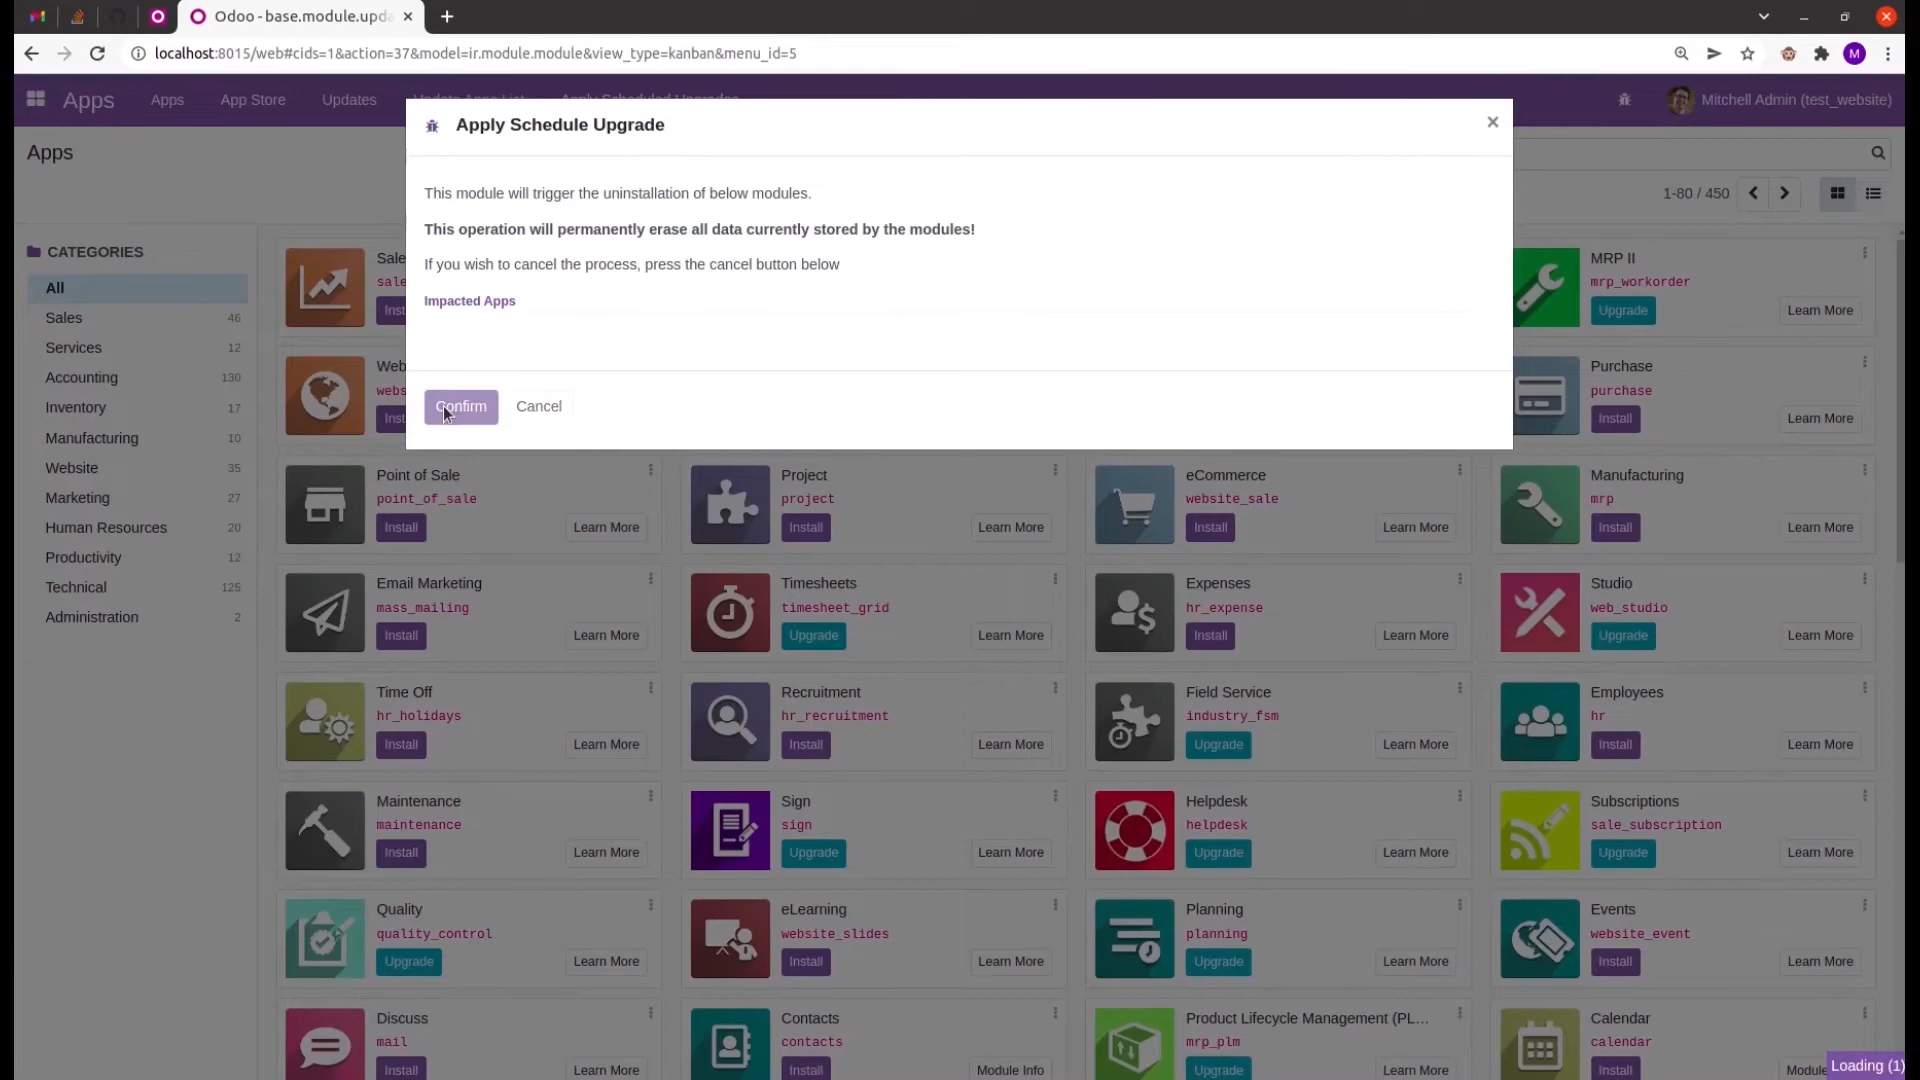 Odoo - base.module.upda
localhost:8015/web#cids=1&action=37&model=ir.module.module&view_type=kanban&menu_id=5
M
Apps
Apps
App Store
Updates
Update Apps List
Apply Scheduled Upgrades
Mitchell Admin (test_website)
Apps
1-80 / 450
Apply Schedule Upgrade
This module will trigger the uninstallation of below modules.
This operation will permanently erase all data currently stored by the modules!
If you wish to cancel the process, press the cancel button below
Impacted Apps
Confirm
Cancel
CATEGORIES
All
Sales 46
Services 12
Accounting 130
Inventory 17
Manufacturing 10
Website 35
Marketing 27
Human Resources 20
Productivity 12
Technical 125
Administration 2
Sale
sale
Inst
MRP II
mrp_workorder
Upgrade Learn More
Web
webs
Inst
Purchase
purchase
Install Learn More
Point of Sale
point_of_sale
Install Learn More
Project
project
Install Learn More
eCommerce
website_sale
Install Learn More
Manufacturing
mrp
Install Learn More
Email Marketing
mass_mailing
Install Learn More
Timesheets
timesheet_grid
Upgrade Learn More
Expenses
hr_expense
Install Learn More
Studio
web_studio
Upgrade Learn More
Time Off
hr_holidays
Install Learn More
Recruitment
hr_recruitment
Install Learn More
Field Service
industry_fsm
Upgrade Learn More
Employees
hr
Install Learn More
Maintenance
maintenance
Install Learn More
Sign
sign
Upgrade Learn More
Helpdesk
helpdesk
Upgrade Learn More
Subscriptions
sale_subscription
Upgrade Learn More
Quality
quality_control
Upgrade Learn More
eLearning
website_slides
Install Learn More
Planning
planning
Upgrade Learn More
Events
website_event
Install Learn More
Discuss
mail
Install Learn More
Contacts
contacts
Install Module Info
Product Lifecycle Management (PL...
mrp_plm
Upgrade Learn More
Calendar
calendar
Install Module
Loading (1)